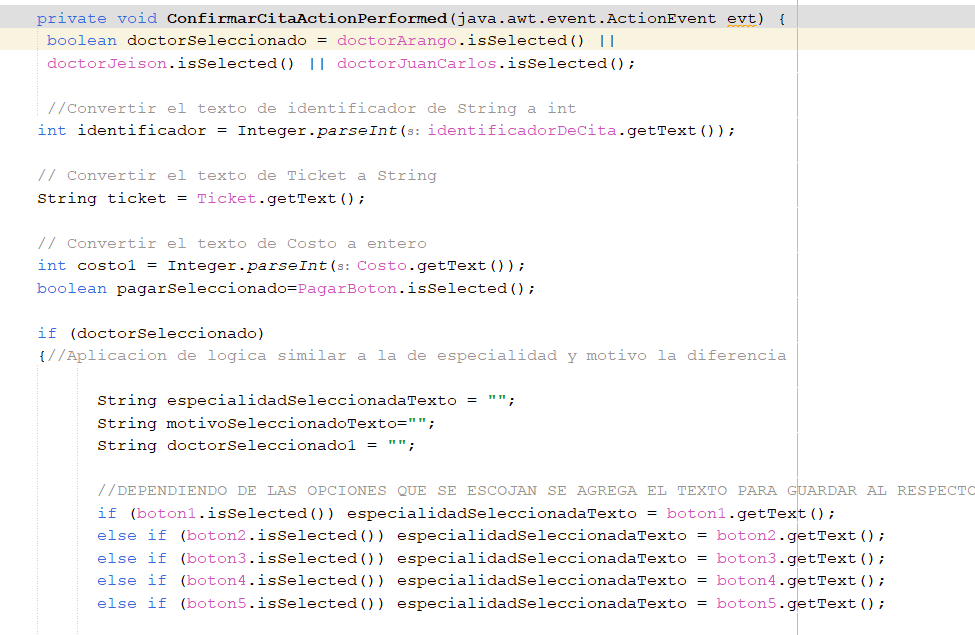 private void ConfirmarCitaActionPerformed(java.awt.event.ActionEvent evt) {
boolean doctorSeleccionado = doctorArango.isSelected() ||
doctorJeison.isSelected() || doctorJuanCarlos.isSelected();
//Convertir el texto de identificador de String a int
int identificador = Integer.parseInt(s: identificadorDeCita.getText());
// Convertir el texto de Ticket a String
String ticket = Ticket.getText();
// Convertir el texto de Costo a entero
int costo1 = Integer.parseInt(s: Costo.getText());
boolean pagarSeleccionado=PagarBoton.isSelected();
if (doctorSeleccionado)
{//Aplicacion de logica similar a la de especialidad y motivo la diferencia
String especialidadSeleccionadaTexto = "";
String motivoSeleccionadoTexto="";
String doctorSeleccionado1 = "";
//DEPENDIENDO DE LAS OPCIONES QUE SE ESCOJAN SE AGREGA EL TEXTO PARA GUARDAR AL RESPECTO
if (boton1.isSelected()) especialidadSeleccionadaTexto = boton1.getText();
else if (boton2.isSelected()) especialidadSeleccionadaTexto = boton2.getText();
else if (boton3.isSelected()) especialidadSeleccionadaTexto = boton3.getText();
else if (boton4.isSelected()) especialidadSeleccionadaTexto = boton4.getText();
else if (boton5.isSelected()) especialidadSeleccionadaTexto = boton5.getText();